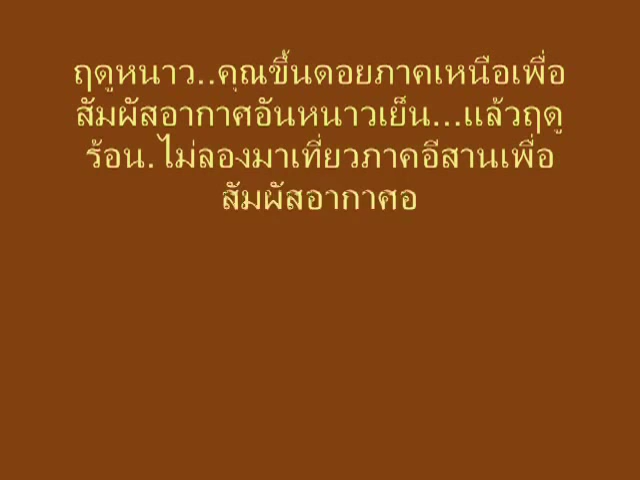 ฤดูหนาว..คุณขึ้นดอยภาคเหนือเพื่อ
สัมผัสอากาศอันหนาวเย็น...แล้วฤดู
ร้อน.ไม่ลองมาเที่ยวภาคอีสานเพื่อ
สัมผัสอากาศอ